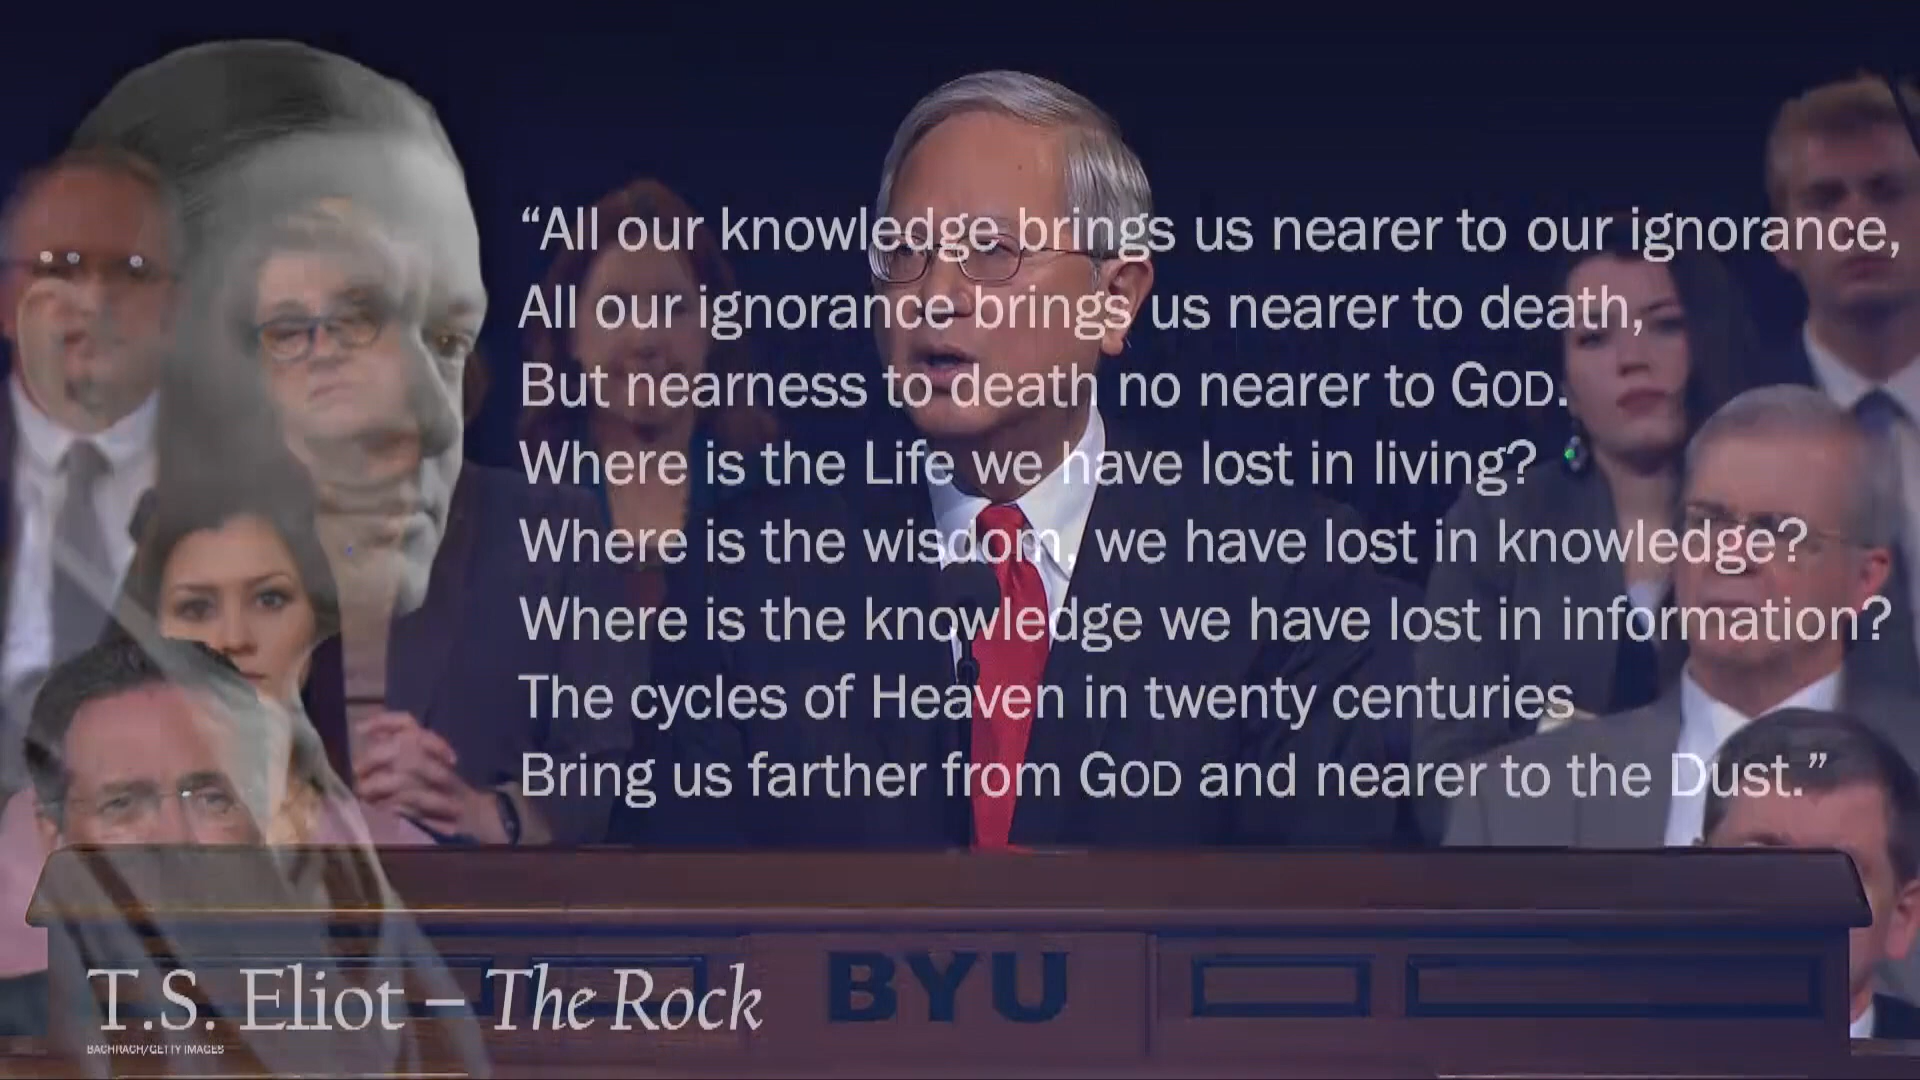 “All our knowledge brings us nearer to our ignorance,
All our ignorance brings us nearer to death,
But nearness to death no nearer to GOD.
Where is the Life we have lost in living?
Where is the wisdom, we have lost in knowledge?
Where is the knowledge we have lost in information?
The cycles of Heaven in twenty centuries
Bring us farther from GOD and nearer to the Dust.”
T.S. Eliot – The Rock
BACHRACH/GETTY IMAGES
BYU